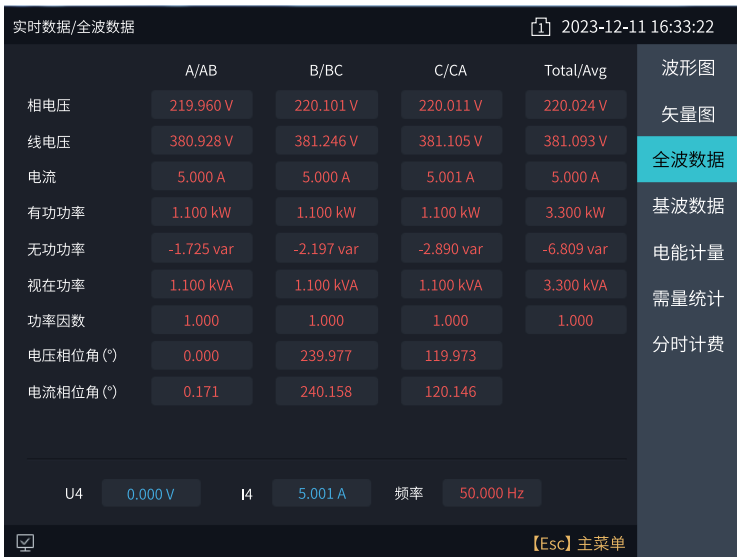 实时数据/全波数据 1 2023-12-11 16:33:22
A/AB B/BC C/CA Total/Avg 波形图
相电压 219.960 V 220.101 V 220.011 V 220.024 V
矢量图
线电压 380.928 V 381.246 V 381.105 V 381.093 V
全波数据
电流 5.000 A 5.000 A 5.001 A 5.000 A
有功功率 1.100 kW 1.100 kW 1.100 kW 3.300 kW 基波数据
无功功率 -1.725 var -2.197 var -2.890 var -6.809 var 电能计量
视在功率 1.100 kVA 1.100 kVA 1.100 kVA 3.300 kVA
需量统计
功率因数 1.000 1.000 1.000 1.000
分时计费
电压相位角(°) 0.000 239.977 119.973
电流相位角(°) 0.171 240.158 120.146
U4 0.000 V I4 5.001 A 频率 50.000 Hz
【Esc】主菜单